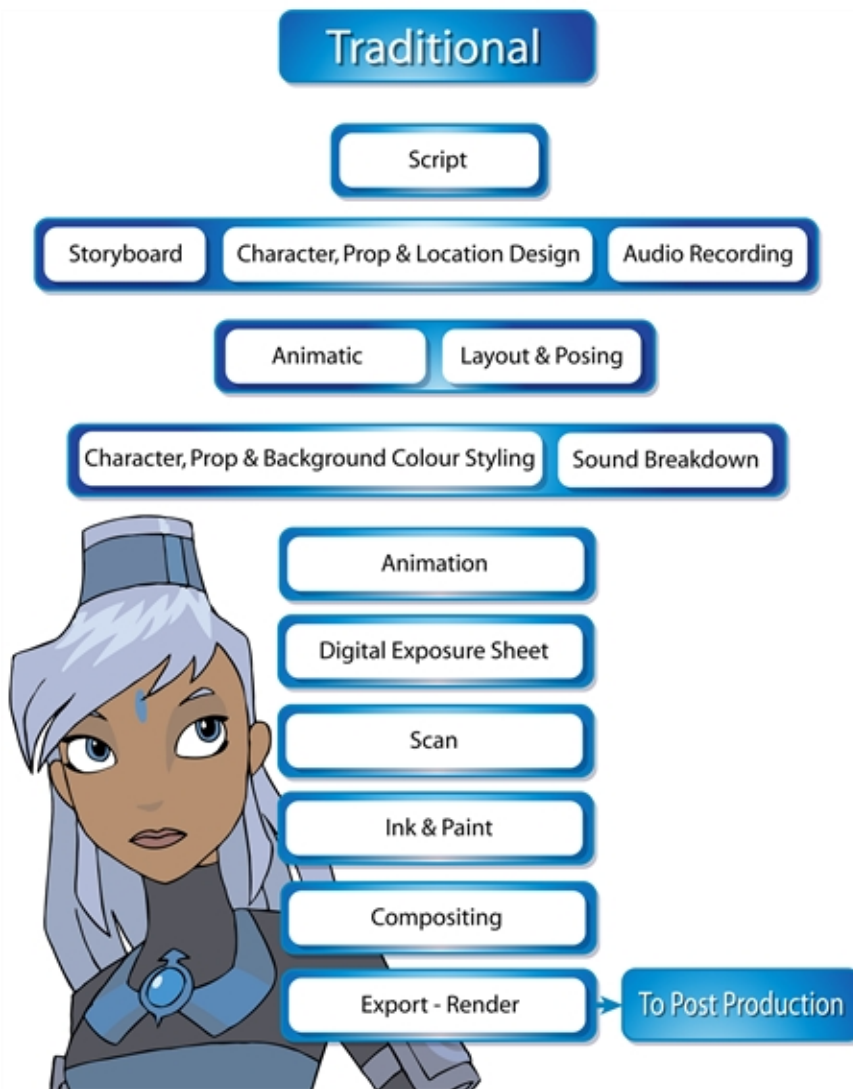 Traditional
Script
Storyboard
Character, Prop & Location Design
Audio Recording
Animatic
Layout & Posing
Character, Prop & Background Colour Styling
Sound Breakdown
Animation
Digital Exposure Sheet
Scan
Ink & Paint
Compositing
Export - Render
To Post Production